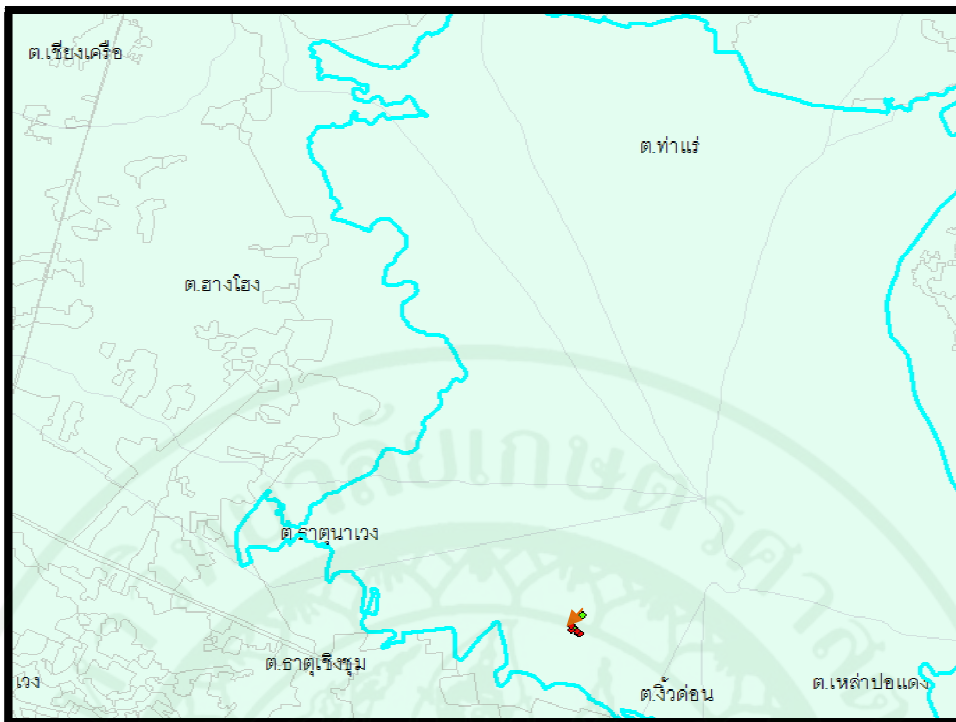 ต.เชียงเครือ
ต.ท่าแร่
ต.ฮางโฮง
ต.ธาตุนาเวง
ต.ธาตุเชิงชุม
เวง
ต.งิ้วด่อน
ต.เหล่าปอแดง